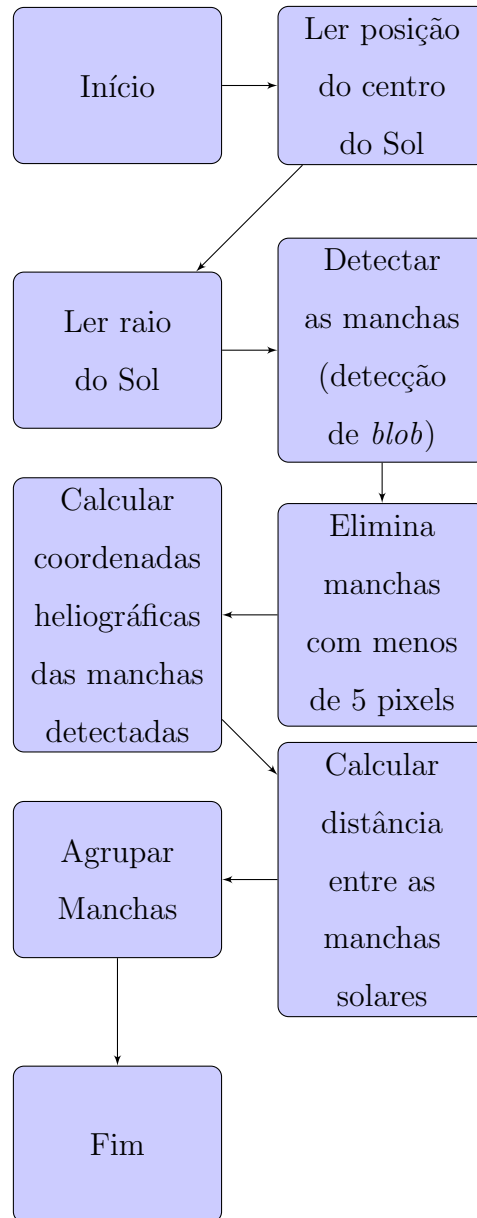 Início
Ler posição
do centro
do Sol
Ler raio
do Sol
Detectar
as manchas
(detecção
de blob)
Elimina
manchas
com menos
de 5 pixels
Calcular
coordenadas
heliográficas
das manchas
detectadas
Calcular
distância
entre as
manchas
solares
Agrupar
Manchas
Fim